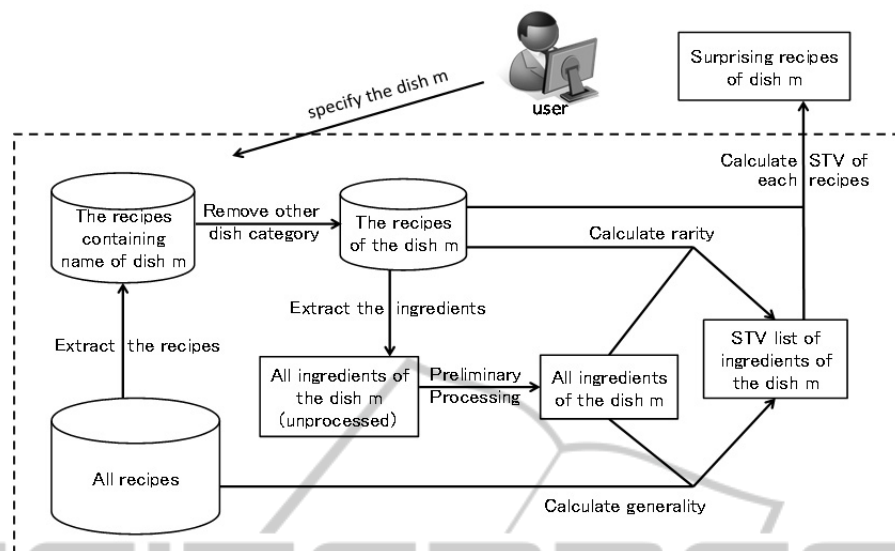 user
specify the dish m
Surprising recipes
of dish m
Calculate STV of
each recipes
The recipes
containing
name of dish m
Remove other
dish category
The recipes
of the dish m
Calculate rarity
Extract the recipes
Extract the ingredients
All ingredients of
the dish m
(unprocessed)
Preliminary
Processing
All ingredients
of the dish m
STV list of
ingredients of
the dish m
All recipes
Calculate generality